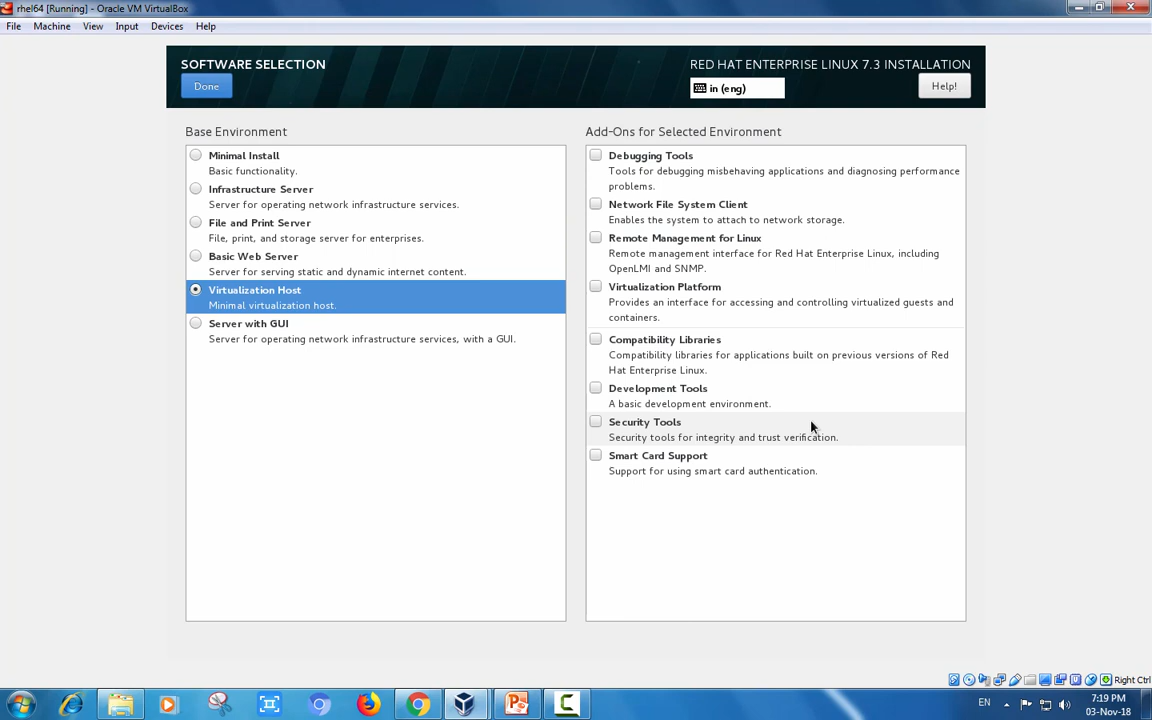 rhel64 [Running] - Oracle VM VirtualBox
File Machine View Input Devices Help
SOFTWARE SELECTION
Done
RED HAT ENTERPRISE LINUX 7.3 INSTALLATION
in (eng)
Help!
Base Environment
Minimal Install
Basic functionality.
Infrastructure Server
Server for operating network infrastructure services.
File and Print Server
File, print, and storage server for enterprises.
Basic Web Server
Server for serving static and dynamic internet content.
Virtualization Host
Minimal virtualization host.
Server with GUI
Server for operating network infrastructure services, with a GUI.
Add-Ons for Selected Environment
Debugging Tools
Tools for debugging misbehaving applications and diagnosing performance
problems.
Network File System Client
Enables the system to attach to network storage.
Remote Management for Linux
Remote management interface for Red Hat Enterprise Linux, including
OpenLMI and SNMP.
Virtualization Platform
Provides an interface for accessing and controlling virtualized guests and
containers.
Compatibility Libraries
Compatibility libraries for applications built on previous versions of Red
Hat Enterprise Linux.
Development Tools
A basic development environment.
Security Tools
Security tools for integrity and trust verification.
Smart Card Support
Support for using smart card authentication.
Right Ctrl
EN
7:19 PM
03-Nov-18